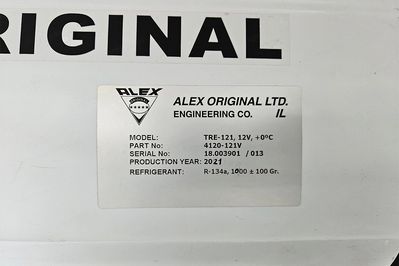 RIGINAL
ALEX
ALEX ORIGINAL LTD.
ENGINEERING CO. IL
MODEL: TRE-121, 12V, +0°C
PART No: 4120-121V
SERIAL No: 18.003901 / 013
PRODUCTION YEAR: 2021
REFRIGERANT: R-134a, 1000 ± 100 Gr.